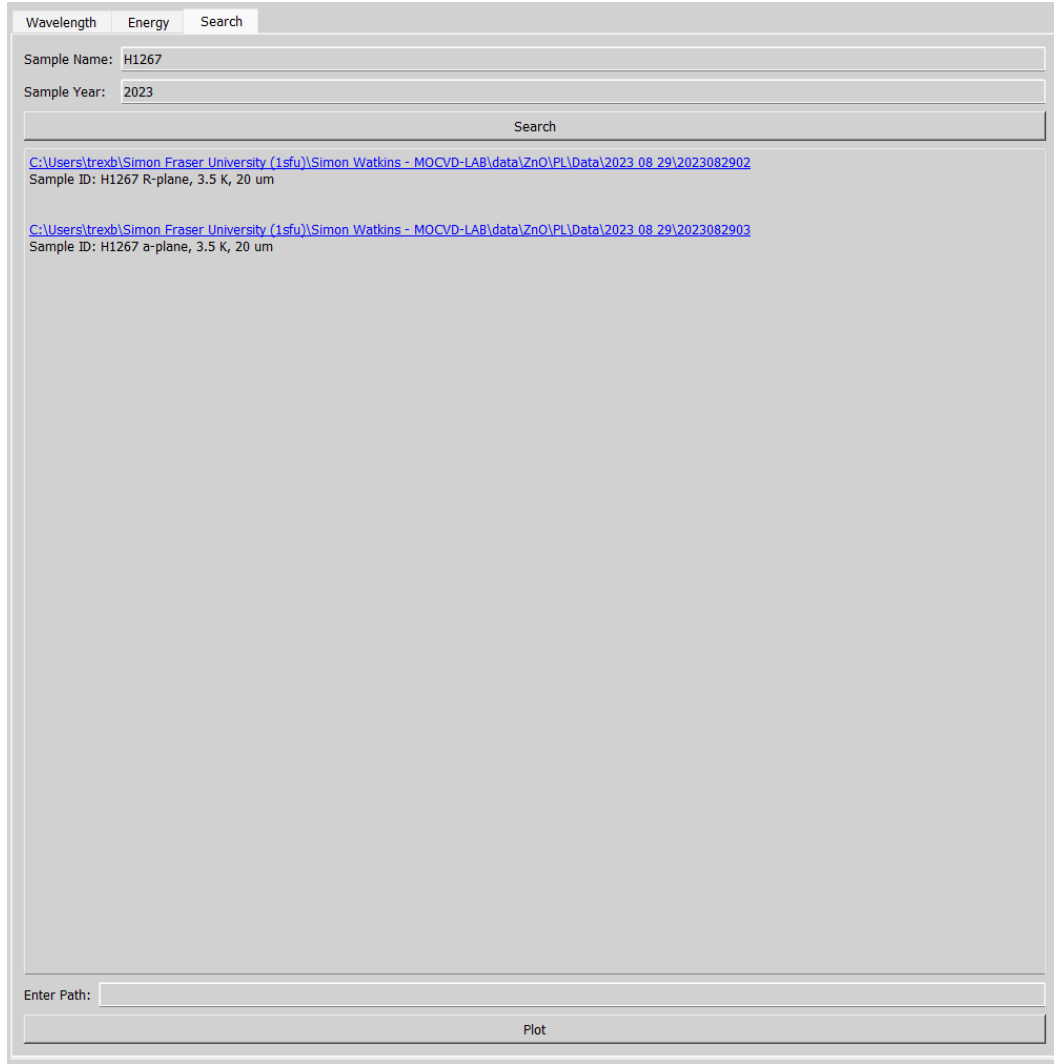 Wavelength Energy Search
Sample Name: H1267
Sample Year: 2023
Search
C:\Users\trexb\Simon Fraser University (1sfu)\Simon Watkins - MOCVD-LAB\data\ZnO\PL\Data\2023 08 29\2023082902
Sample ID: H1267 R-plane, 3.5 K, 20 um
C:\Users\trexb\Simon Fraser University (1sfu)\Simon Watkins - MOCVD-LAB\data\ZnO\PL\Data\2023 08 29\2023082903
Sample ID: H1267 a-plane, 3.5 K, 20 um
Enter Path:
Plot